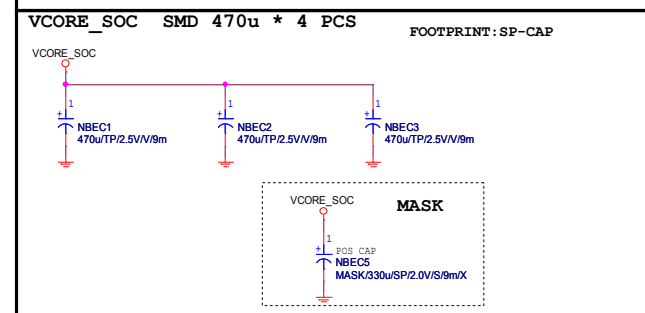 VCORE_SOC SMD 470u * 4 PCS
FOOTPRINT:SP-CAP
VCORE_SOC
1
+
NBEC1
470u/TP/2.5V/V/9m
1
+
NBEC2
470u/TP/2.5V/V/9m
1
+
NBEC3
470u/TP/2.5V/V/9m
VCORE_SOC
MASK
1
+
POS CAP
NBEC5
MASK/330u/SP/2.0V/S/9m/X